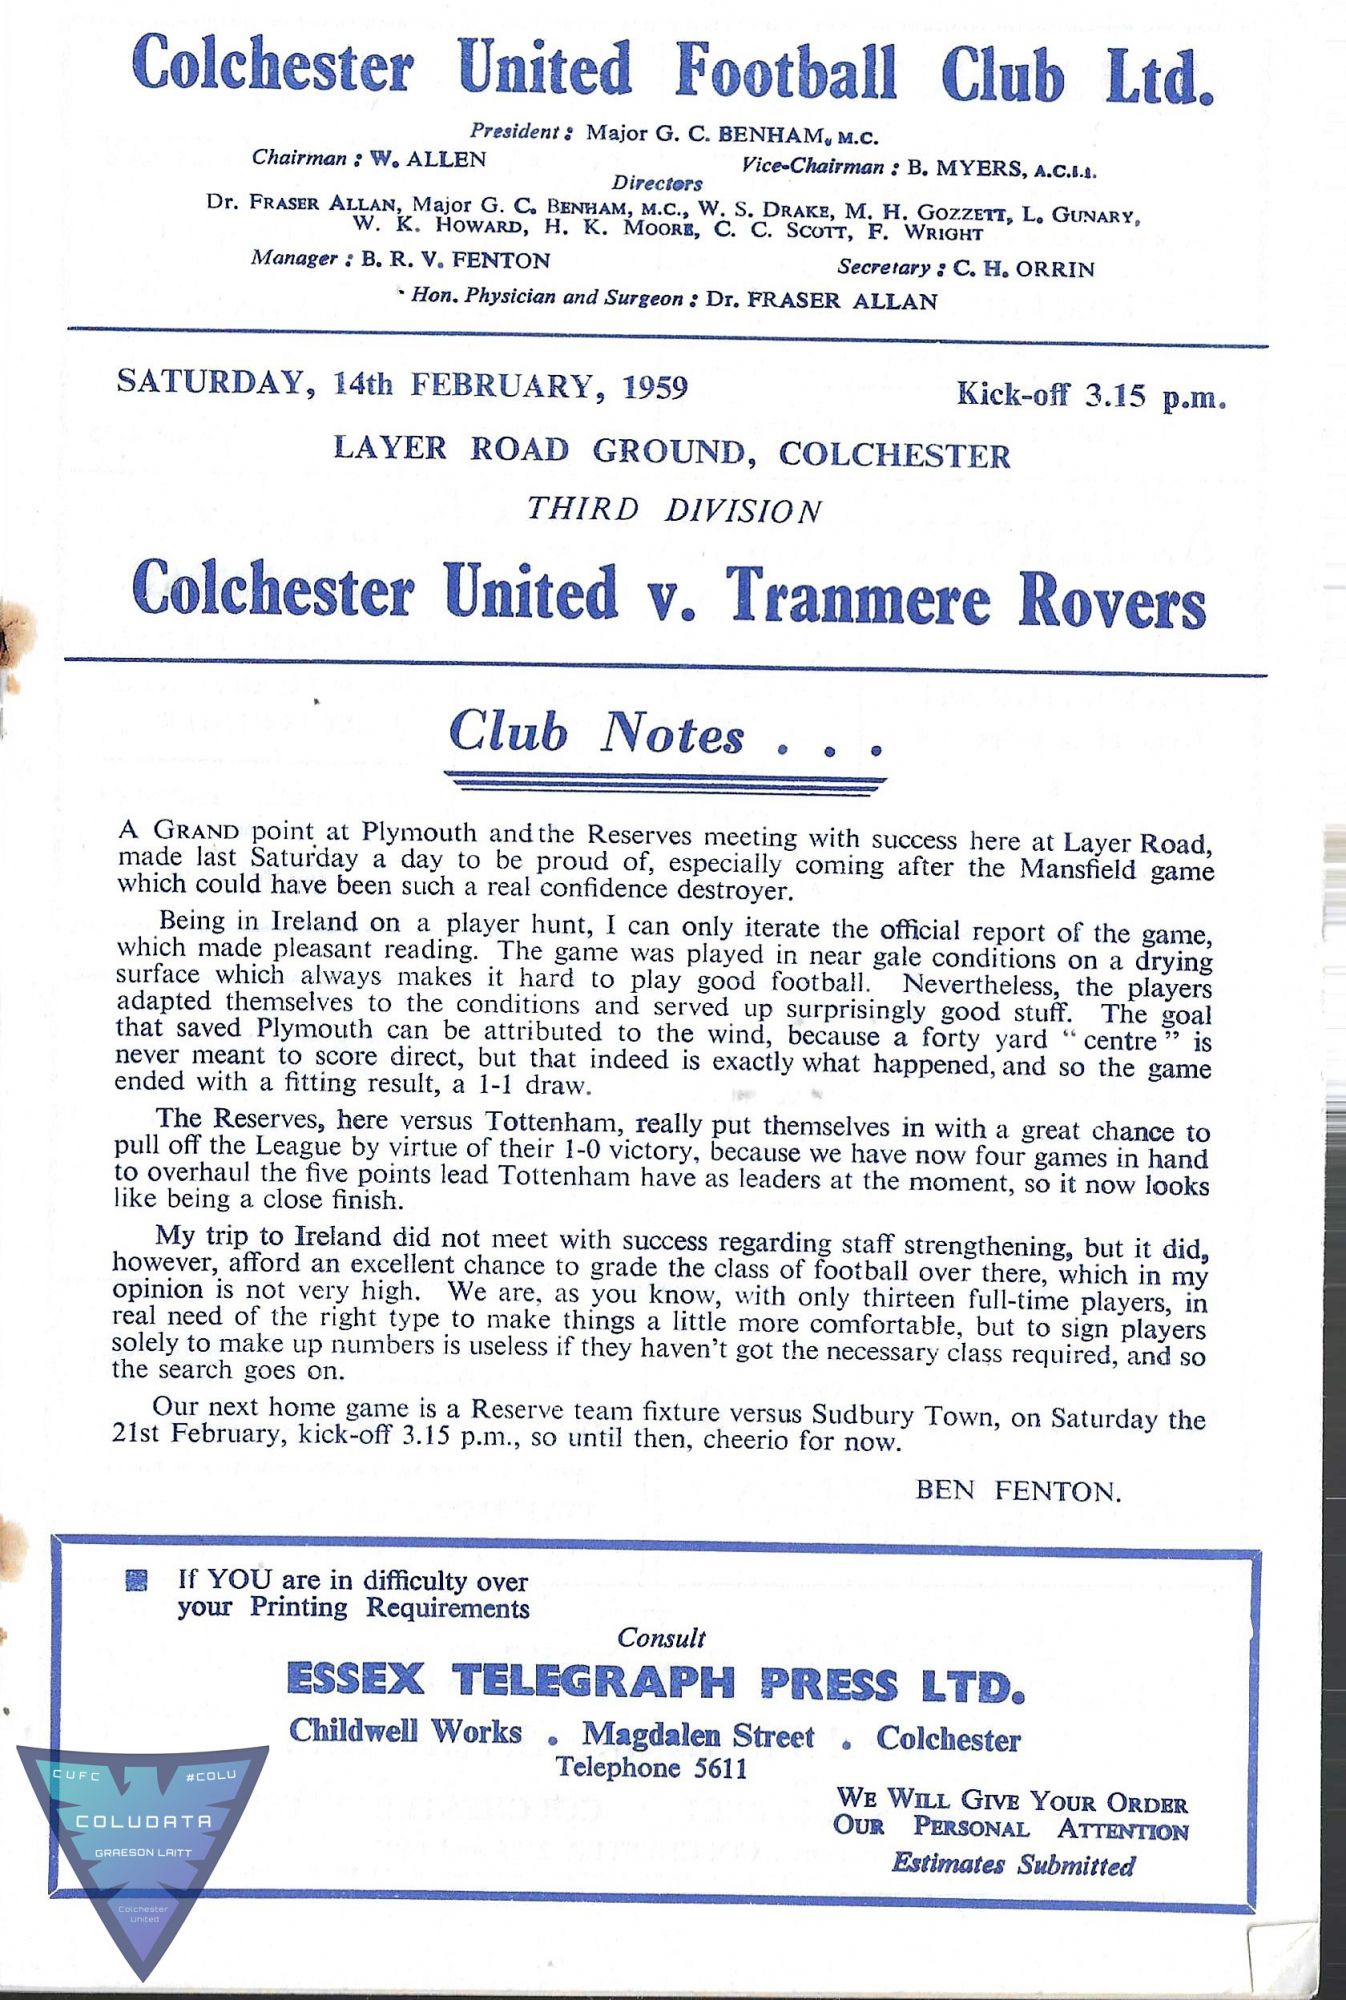 Colchester United Football Club Ltd.
President : Major G. C. BENHAM, M.C.
Chairman : W. ALLEN
Vice-Chairman : B. MYERS, A.C.I.I.
Directors
Dr. FRASER ALLAN, Major G. C. BENHAM, M.C., W. S. DRAKE, M. H. GOZZETT, L. GUNARY,
W. K. HOWARD, H. K. MOORE, C. C. SCOTT, F. WRIGHT
Manager : B. R. V. FENTON
Secretary : C. H. ORRIN
Hon. Physician and Surgeon : Dr. FRASER ALLAN
SATURDAY, 14th FEBRUARY, 1959
Kick-off 3.15 p.m.
LAYER ROAD GROUND, COLCHESTER
THIRD DIVISION
Colchester United v. Tranmere Rovers
Club Notes . . .
A GRAND point at Plymouth and the Reserves meeting with success here at Layer Road,
made last Saturday a day to be proud of, especially coming after the Mansfield game
which could have been such a real confidence destroyer.
Being in Ireland on a player hunt, I can only iterate the official report of the game,
which made pleasant reading. The game was played in near gale conditions on a drying
surface which always makes it hard to play good football. Nevertheless, the players
adapted themselves to the conditions and served up surprisingly good stuff. The goal
that saved Plymouth can be attributed to the wind, because a forty yard “ centre ” is
never meant to score direct, but that indeed is exactly what happened, and so the game
ended with a fitting result, a 1-1 draw.
The Reserves, here versus Tottenham, really put themselves in with a great chance to
pull off the League by virtue of their 1-0 victory, because we have now four games in hand
to overhaul the five points lead Tottenham have as leaders at the moment, so it now looks
like being a close finish.
My trip to Ireland did not meet with success regarding staff strengthening, but it did,
however, afford an excellent chance to grade the class of football over there, which in my
opinion is not very high. We are, as you know, with only thirteen full-time players, in
real need of the right type to make things a little more comfortable, but to sign players
solely to make up numbers is useless if they haven't got the necessary class required, and so
the search goes on.
Our next home game is a Reserve team fixture versus Sudbury Town, on Saturday the
21st February, kick-off 3.15 p.m., so until then, cheerio for now.
BEN FENTON.
If YOU are in difficulty over
your Printing Requirements
Consult
ESSEX TELEGRAPH PRESS LTD.
Childwell Works . Magdalen Street . Colchester
Telephone 5611
WE WILL GIVE YOUR ORDER
OUR PERSONAL ATTENTION
Estimates Submitted
CUFC #COLU
COLUDATA
GRAESON LAITT
Colchester
United